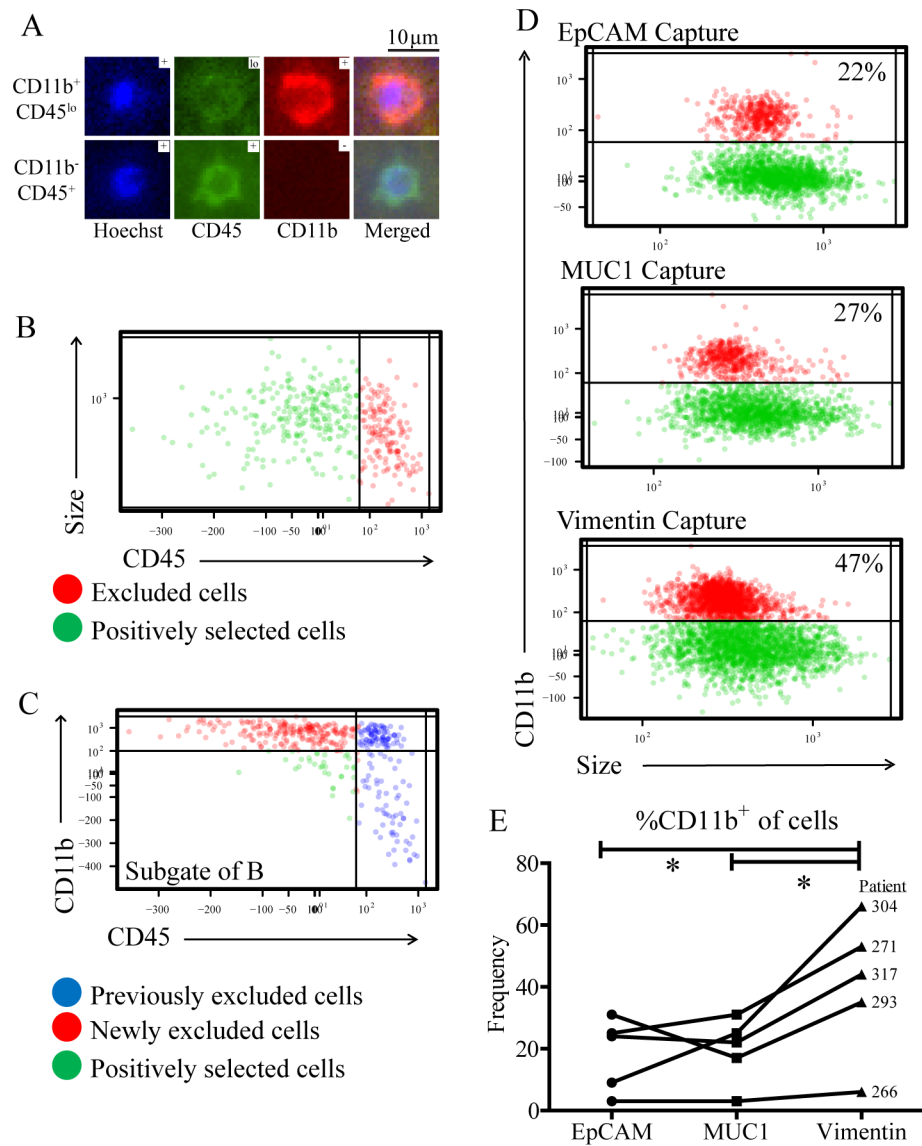 A
10 μm
CD11b+
CD45lo
+
lo
+
CD11b-
CD45+
+
+
-
Hoechst
CD45
CD11b
Merged
B
Size
10³
−300
−200
−100
−50
10²
10³
CD45
Excluded cells
Positively selected cells
C
CD11b
10³
10²
−50
−100
−200
−300
−400
Subgate of B
−300
−200
−100
−50
10²
10³
CD45
Previously excluded cells
Newly excluded cells
Positively selected cells
D
CD11b
EpCAM Capture
22%
10³
10²
−50
10²
10³
MUC1 Capture
27%
10³
10²
−50
−100
10²
10³
Vimentin Capture
47%
10³
10²
−50
−100
10²
10³
Size
E
%CD11b+ of cells
*
*
Frequency
80
60
40
20
0
Patient
304
271
317
293
266
EpCAM
MUC1
Vimentin